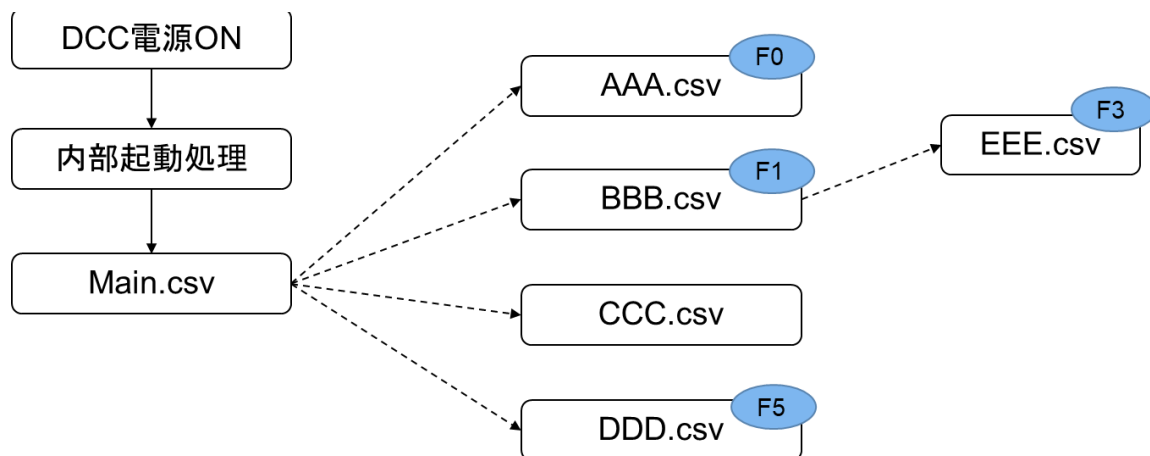 DCC電源ON
内部起動処理
Main.csv
F0
AAA.csv
F1
BBB.csv
CCC.csv
F5
DDD.csv
F3
EEE.csv